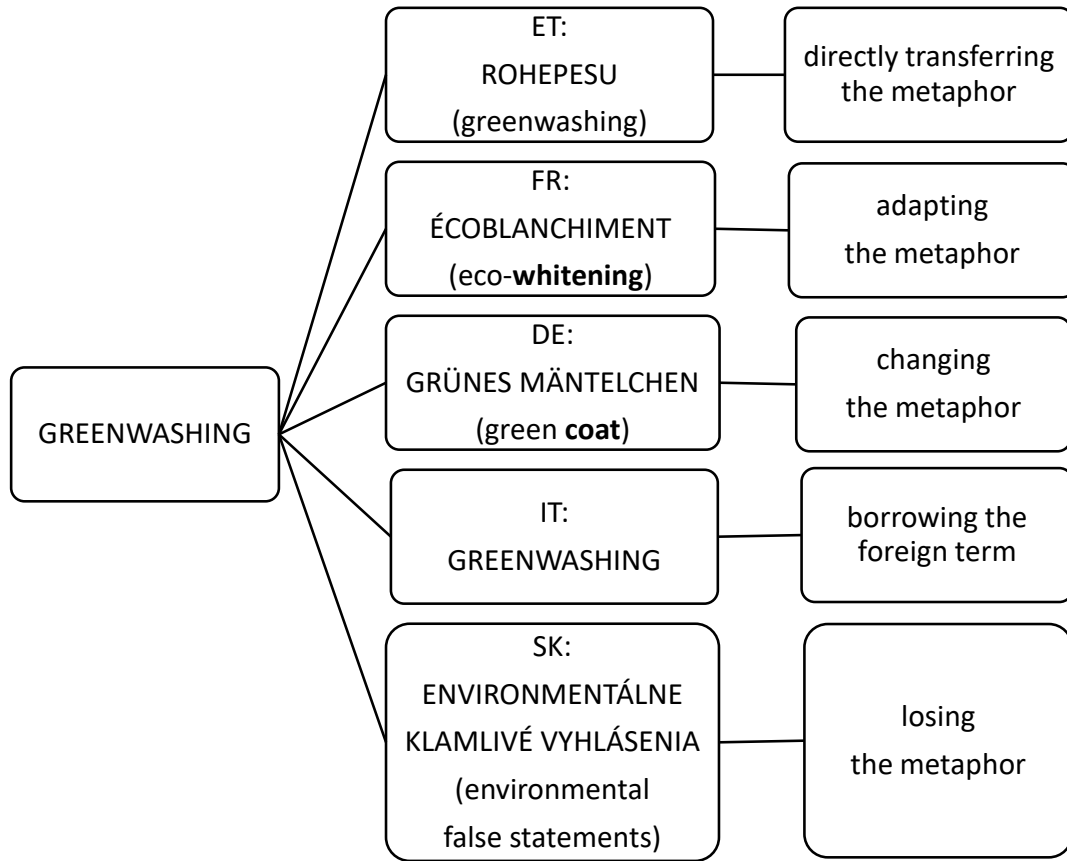 GREENWASHING
ET:
ROHEPESU
(greenwashing)
directly transferring
the metaphor
FR:
ÉCOBLANCHIMENT
(eco-whitening)
adapting
the metaphor
DE:
GRÜNES MÄNTELCHEN
(green coat)
changing
the metaphor
IT:
GREENWASHING
borrowing the
foreign term
SK:
ENVIRONMENTÁLNE
KLAMLIVÉ VYHLÁSENIA
(environmental
false statements)
losing
the metaphor